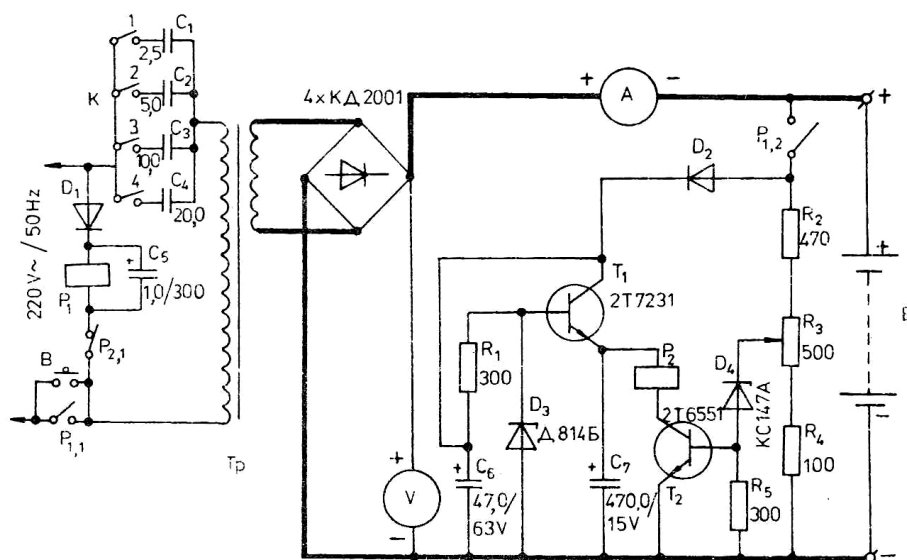 1
C1
2,5
2
C2
K
5,0
3
C3
10,0
4
C4
20,0
220V~/50Hz
D1
P1
C5
+
1,0/300
P2,1
B
P1,1
Tp
4xКД2001
+
A
-
+
P1,2
D2
R2
470
T1
2T7231
R1
300
D3
Д814Б
P2
D4
КС147А
R3
500
+
-
2T6551
T2
R4
100
R5
300
+
V
-
+
C6
47,0/
63V
+
C7
470,0/
15V
-